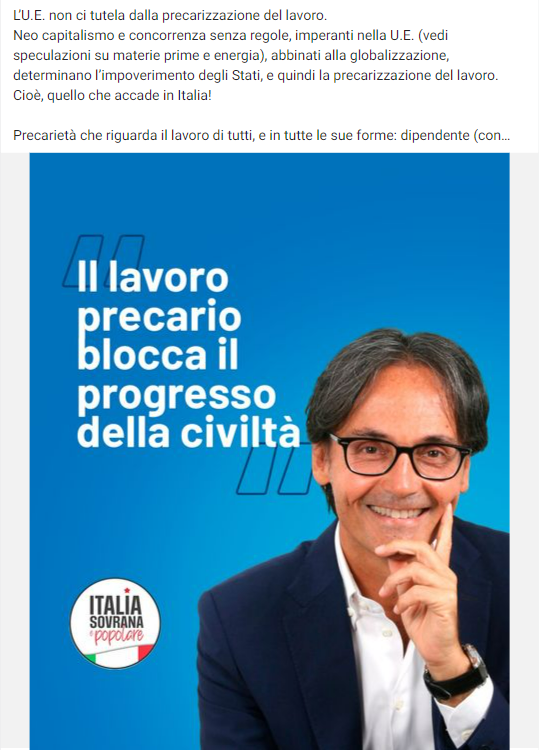 L'U.E. non ci tutela dalla precarizzazione del lavoro.
Neo capitalismo e concorrenza senza regole, imperanti nella U.E. (vedi
speculazioni su materie prime e energia), abbinati alla globalizzazione,
determinano l'impoverimento degli Stati, e quindi la precarizzazione del lavoro.
Cioè, quello che accade in Italia!
Precarietà che riguarda il lavoro di tutti, e in tutte le sue forme: dipendente (con...
Il lavoro
precario
blocca il
progresso
della civiltà
ITALIA
SOVRANA
e popolare